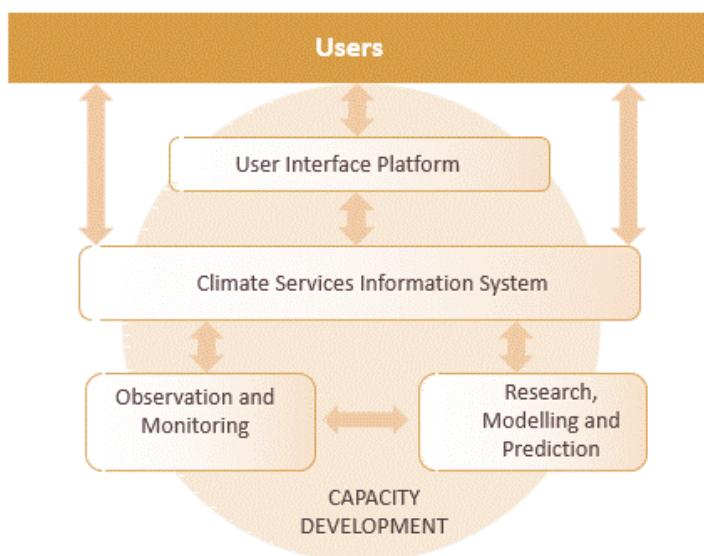 Users
User Interface Platform
Climate Services Information System
Observation and
Monitoring
Research,
Modelling and
Prediction
CAPACITY
DEVELOPMENT